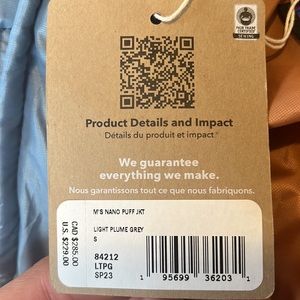 FAIR TRADE
CERTIFIED
SEWING
Product Details and Impact
Détails du produit et impact
We guarantee
everything we make.
Nous garantissons tout ce que nous fabriquons.
CAD $285.00
U.S. $229.00
M'S NANO PUFF JKT
LIGHT PLUME GREY
S
84212
LTPG
SP23
1 95699 36203 1